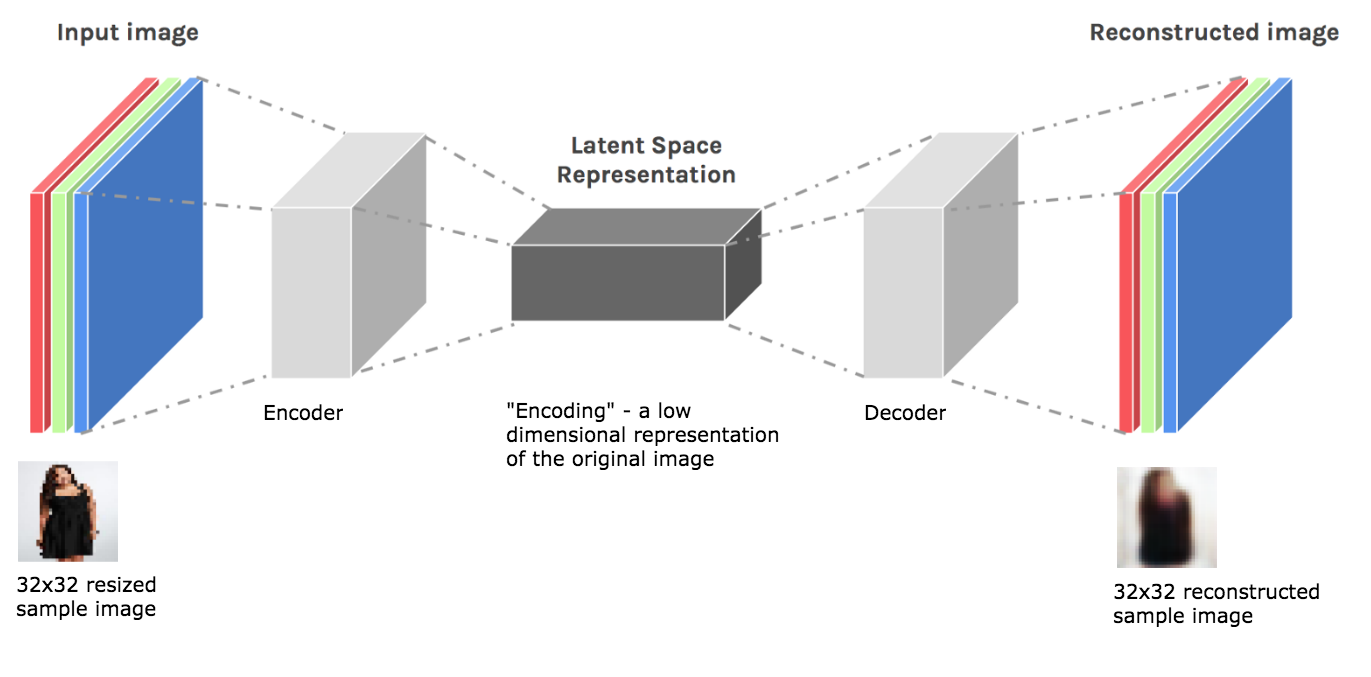 Input image
Reconstructed image
Latent Space
Representation
Encoder
"Encoding" - a low
dimensional representation
of the original image
Decoder
32x32 resized
sample image
32x32 reconstructed
sample image